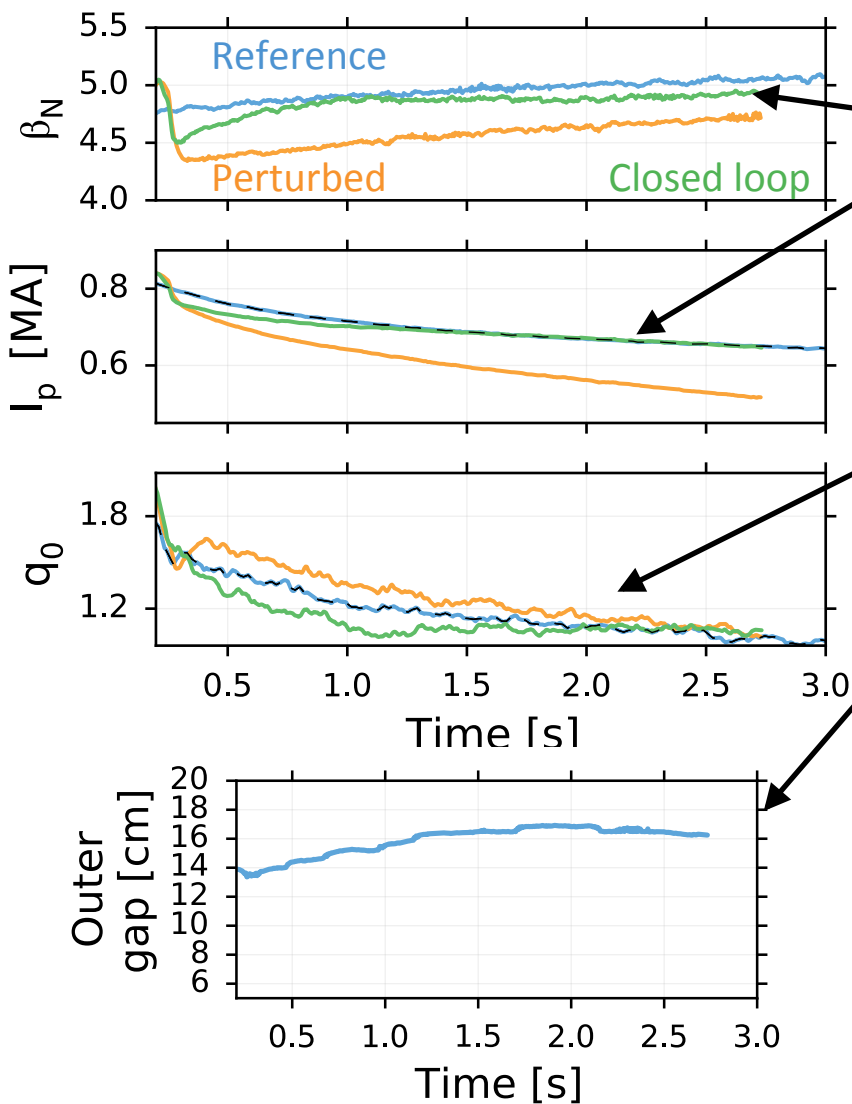 5.5
5.0
4.5
4.0
β_N
Reference
Perturbed
Closed loop
0.8
0.6
I_p [MA]
1.8
1.2
q_0
0.5 1.0 1.5 2.0 2.5 3.0
Time [s]
20
18
16
14
12
10
8
6
Outer
gap [cm]
0.5 1.0 1.5 2.0 2.5 3.0
Time [s]